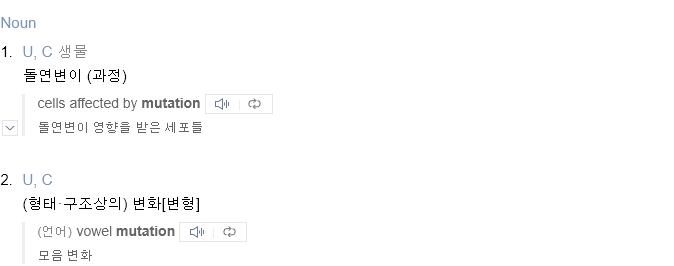 Noun
1. U, C 생물
돌연변이 (과정)
cells affected by mutation
돌연변이 영향을 받은 세포들
2. U, C
(형태·구조상의) 변화[변형]
(언어) vowel mutation
모음 변화